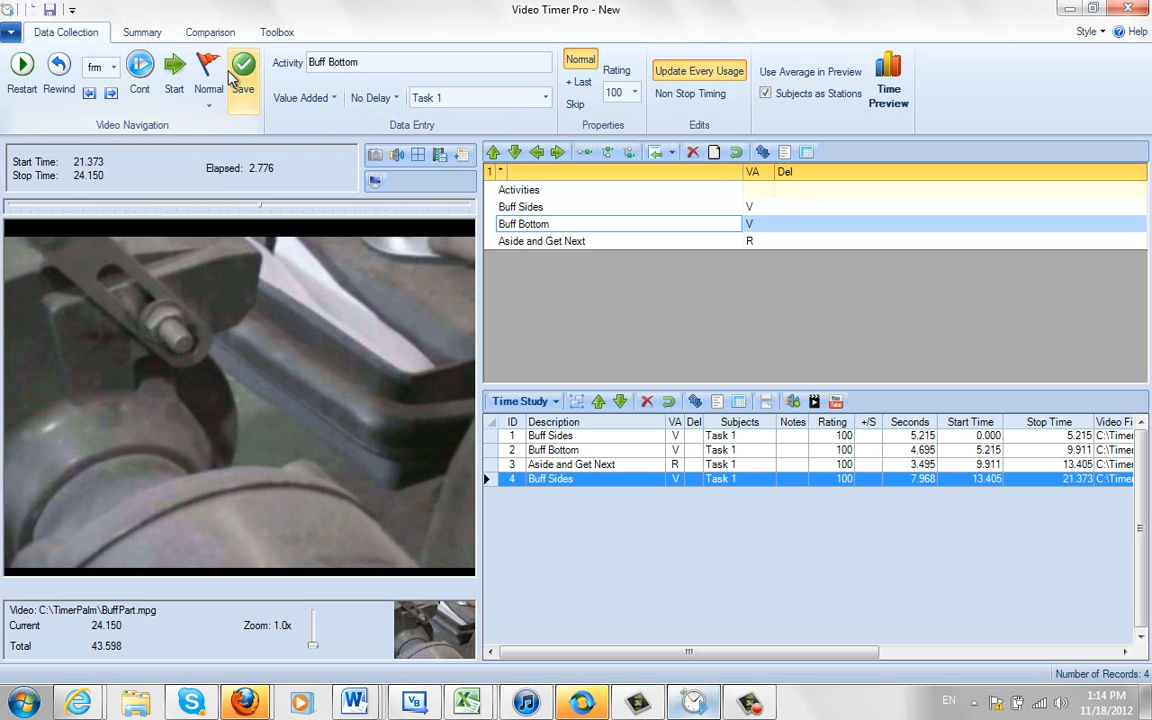 Video Timer Pro - New
Data Collection Summary Comparison Toolbox Style Help
Restart Rewind frm Cont Start Normal Save
Video Navigation
Activity Buff Bottom
Value Added No Delay Task 1
Data Entry
Normal
+ Last
Skip
Rating
100
Properties
Update Every Usage
Non Stop Timing
Edits
Use Average in Preview
Subjects as Stations
Time
Preview
Start Time: 21.373
Stop Time: 24.150
Elapsed: 2.776
1 * VA Del
Activities
Buff Sides V
Buff Bottom V
Aside and Get Next R
Time Study
ID Description VA Del Subjects Notes Rating +/S Seconds Start Time Stop Time Video Fi
1 Buff Sides V Task 1 100 5.215 0.000 5.215 C:\Timer
2 Buff Bottom V Task 1 100 4.695 5.215 9.911 C:\Timer
3 Aside and Get Next R Task 1 100 3.495 9.911 13.405 C:\Timer
4 Buff Sides V Task 1 100 7.968 13.405 21.373 C:\Timer
Video: C:\TimerPalm\BuffPart.mpg
Current 24.150 Zoom: 1.0x
Total 43.598
Number of Records: 4
EN
1:14 PM
11/18/2012